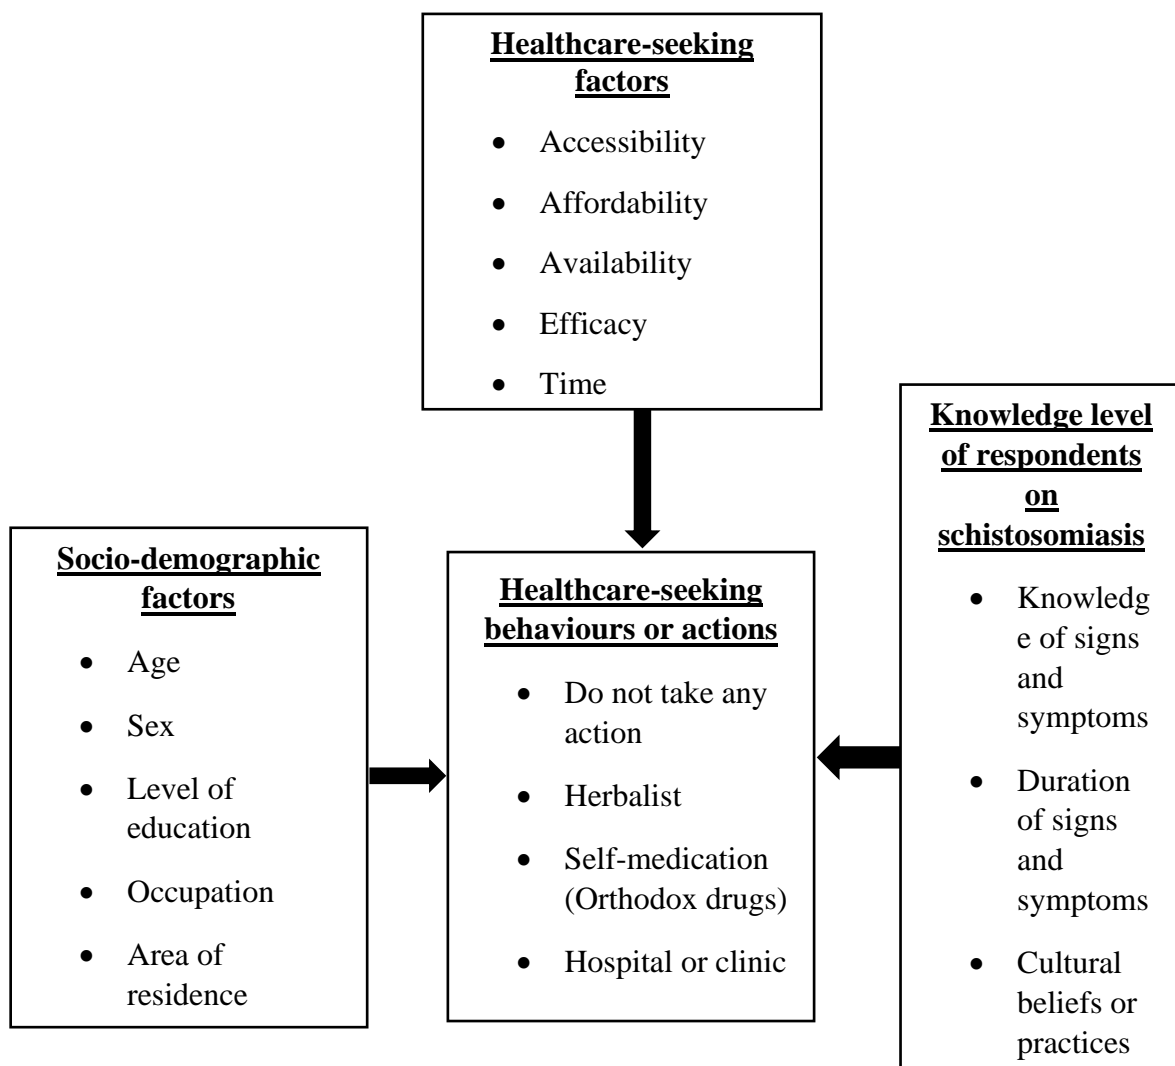 Healthcare-seeking
factors
• Accessibility
• Affordability
• Availability
• Efficacy
• Time
Socio-demographic
factors
• Age
• Sex
• Level of
education
• Occupation
• Area of
residence
Healthcare-seeking
behaviours or actions
• Do not take any
action
• Herbalist
• Self-medication
(Orthodox drugs)
• Hospital or clinic
Knowledge level
of respondents
on
schistosomiasis
• Knowledg
e of signs
and
symptoms
• Duration
of signs
and
symptoms
• Cultural
beliefs or
practices